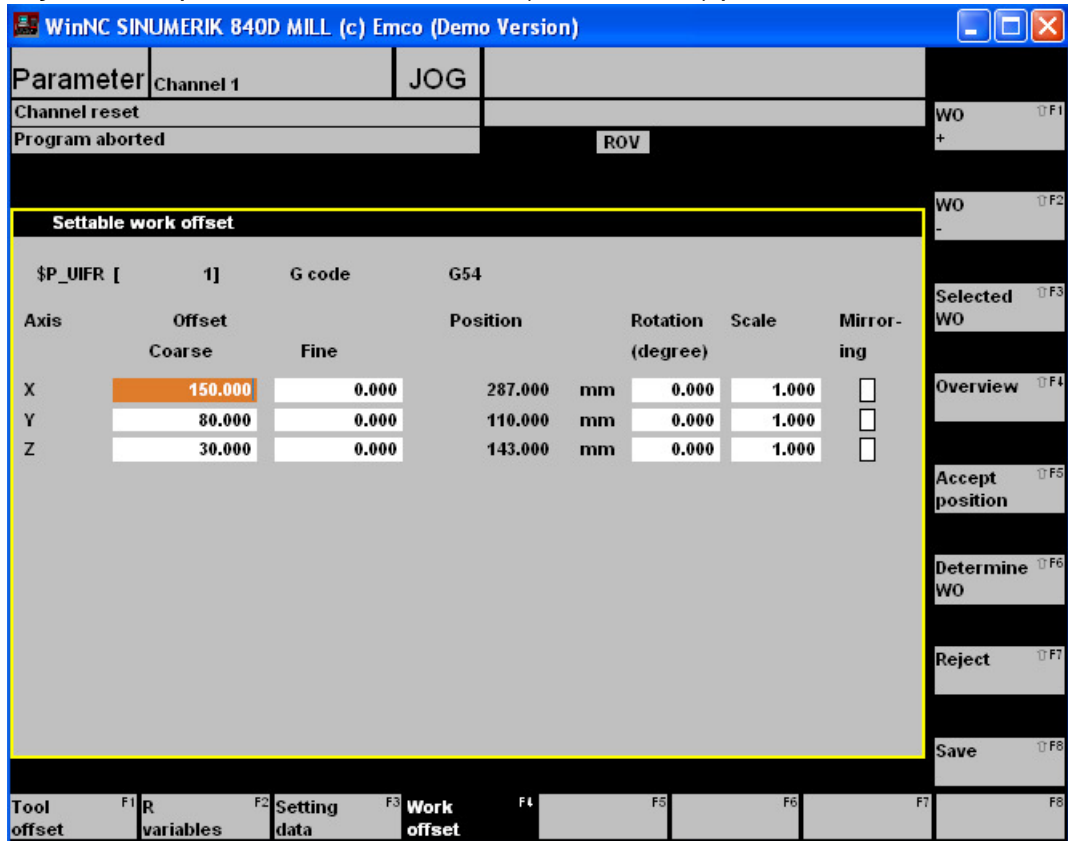 WinNC SINUMERIK 840D MILL (c) Emco (Demo Version)
Parameter Channel 1 JOG
Channel reset
Program aborted ROV
WO + ⇧F1
WO - ⇧F2
Settable work offset
$P_UIFR [ 1] G code G54
Selected WO ⇧F3
Axis Offset Position Rotation Scale Mirror-
Coarse Fine (degree) ing
X 150.000 0.000 287.000 mm 0.000 1.000
Y 80.000 0.000 110.000 mm 0.000 1.000
Z 30.000 0.000 143.000 mm 0.000 1.000
Overview ⇧F4
Accept position ⇧F5
Determine WO ⇧F6
Reject ⇧F7
Save ⇧F8
Tool F1 R F2 Setting F3 Work F4 F5 F6 F7 F8
offset variables data offset